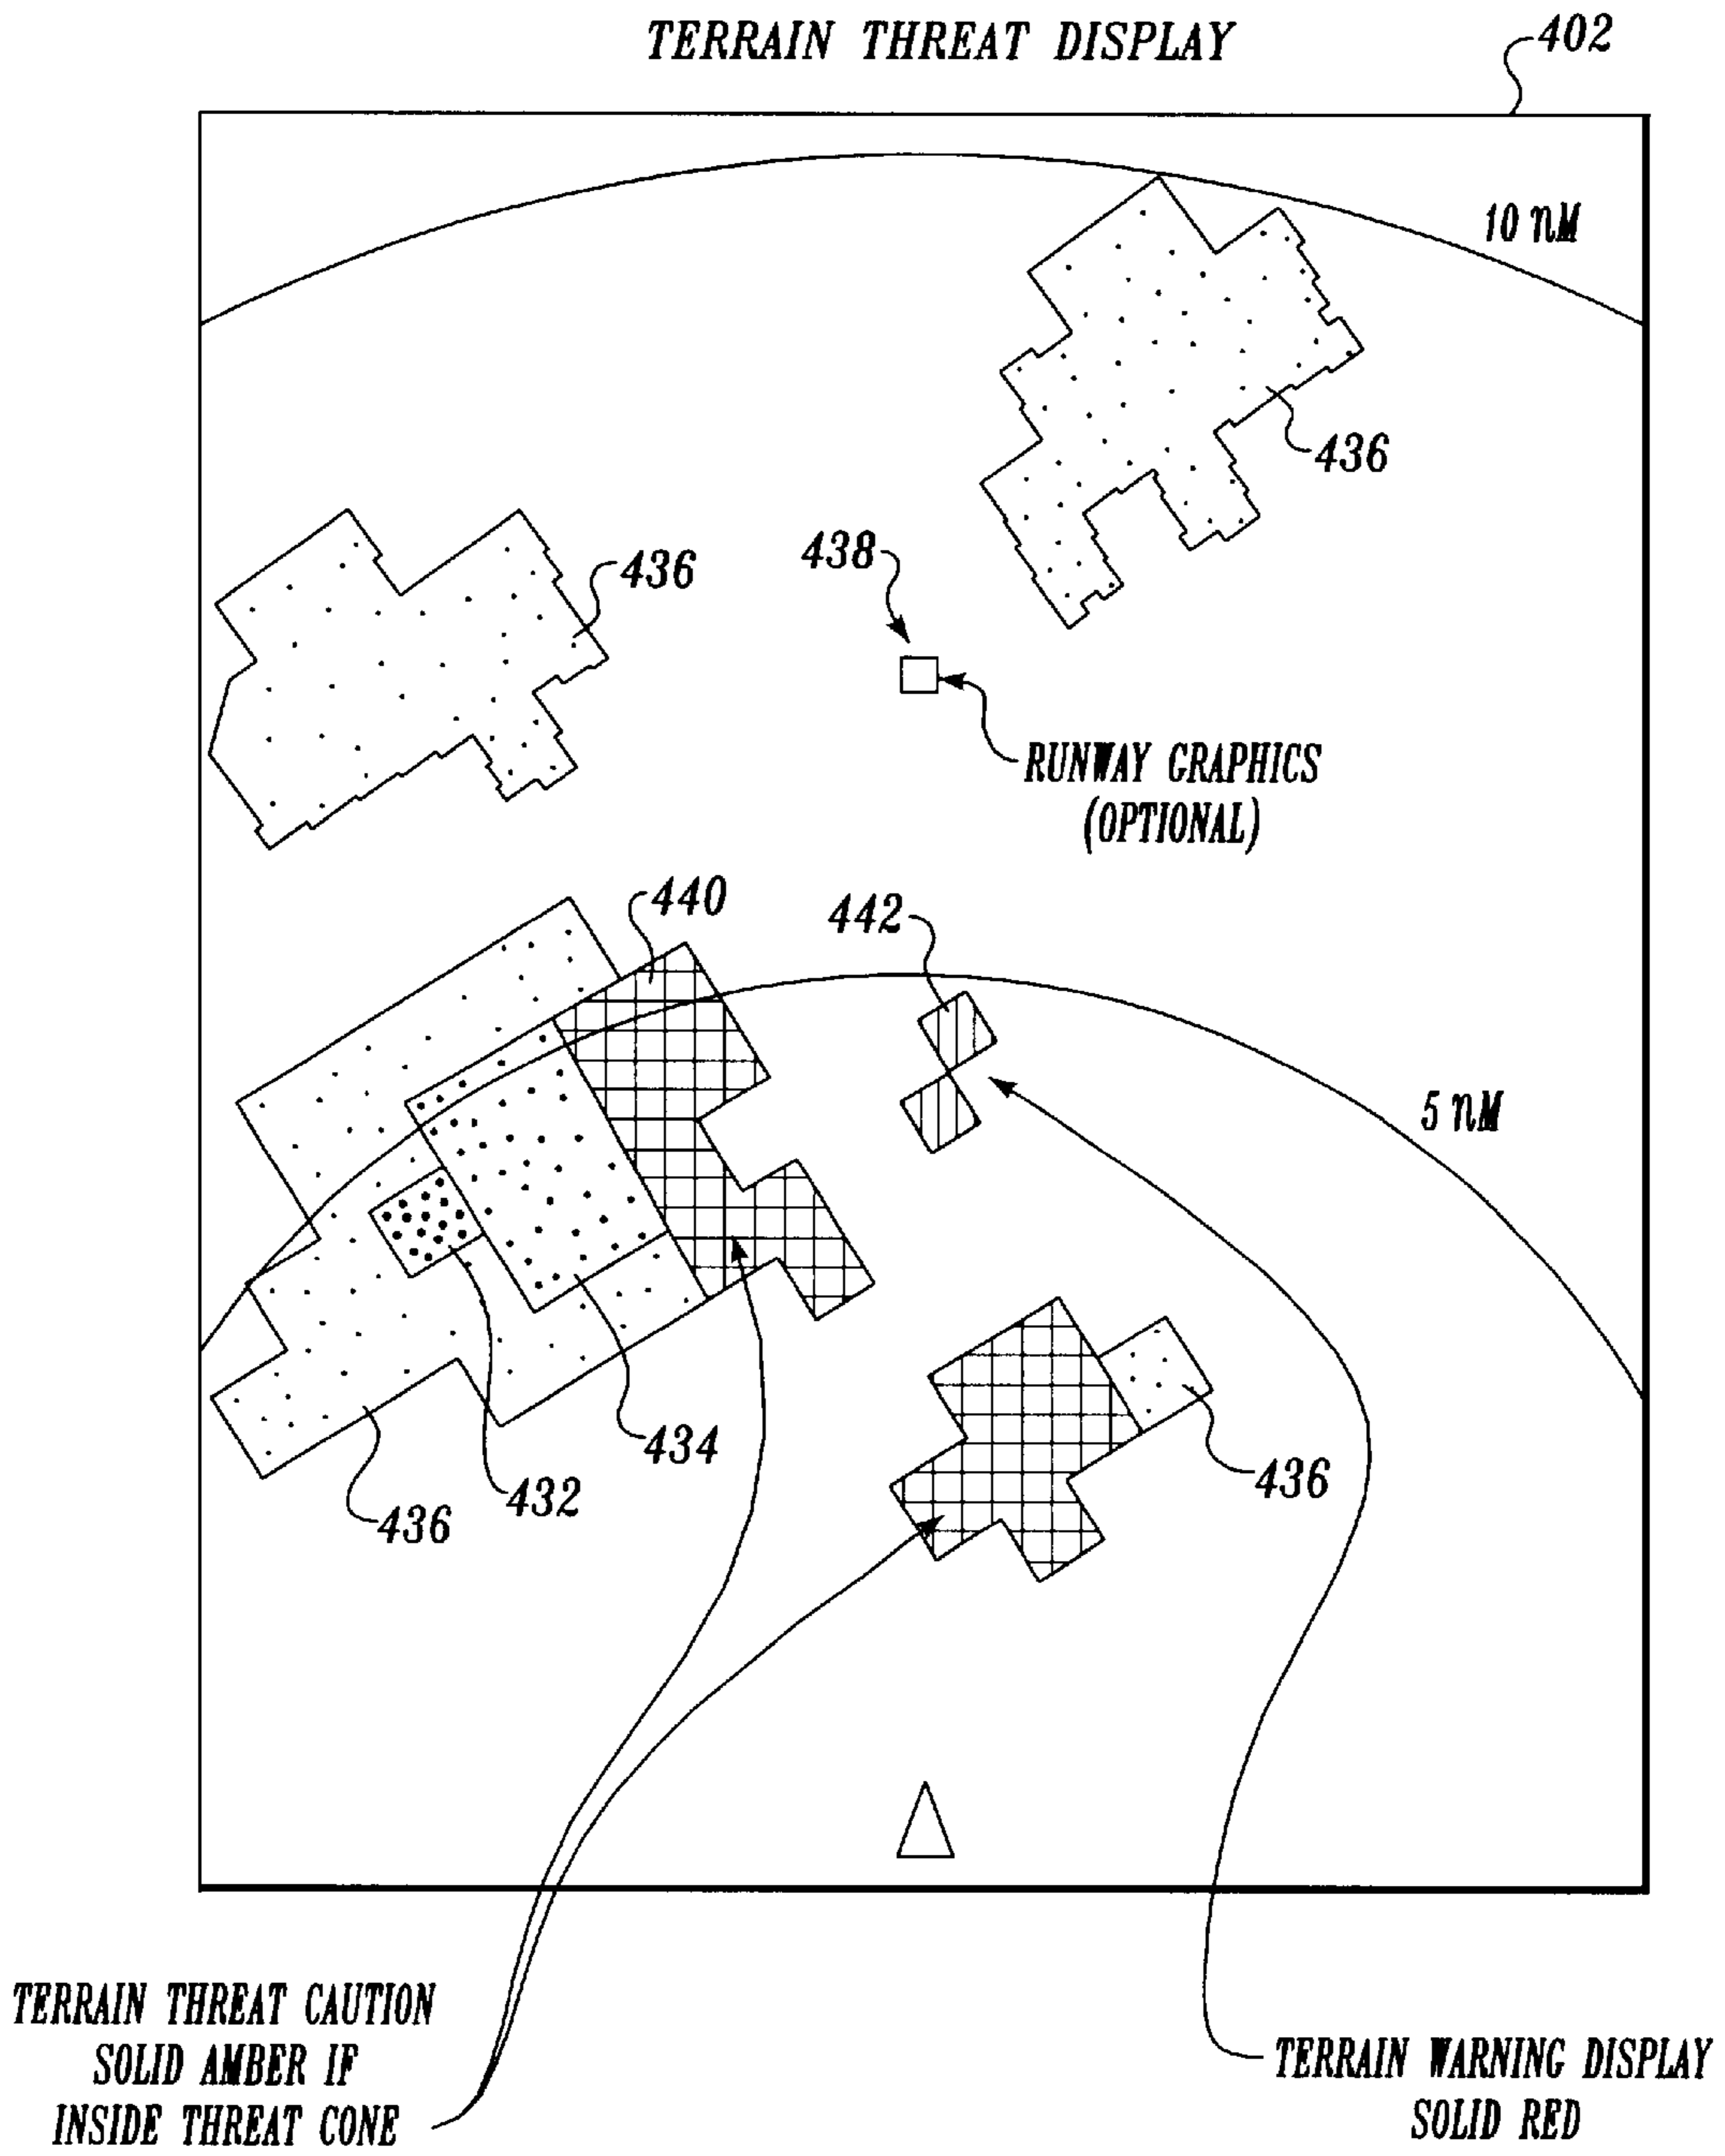 TERRAIN THREAT DISPLAY
402
10 nM
436
438
436
RUNWAY GRAPHICS
(OPTIONAL)
440
442
5 nM
434
436
432
436
TERRAIN THREAT CAUTION
SOLID AMBER IF
INSIDE THREAT CONE
TERRAIN WARNING DISPLAY
SOLID RED